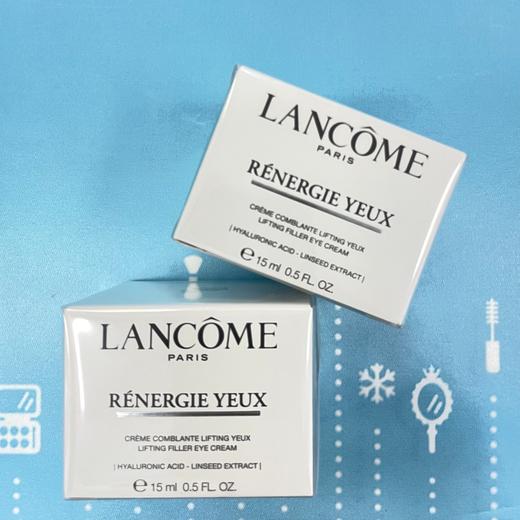 LANCÔME
PARIS
RÉNERGIE YEUX
CRÈME COMBLANTE LIFTING YEUX
LIFTING FILLER EYE CREAM
| HYALURONIC ACID - LINSEED EXTRACT |
℮ 15 ml 0.5 FL. OZ.
LANCÔME
PARIS
RÉNERGIE YEUX
CRÈME COMBLANTE LIFTING YEUX
LIFTING FILLER EYE CREAM
| HYALURONIC ACID - LINSEED EXTRACT |
℮ 15 ml 0.5 FL. OZ.